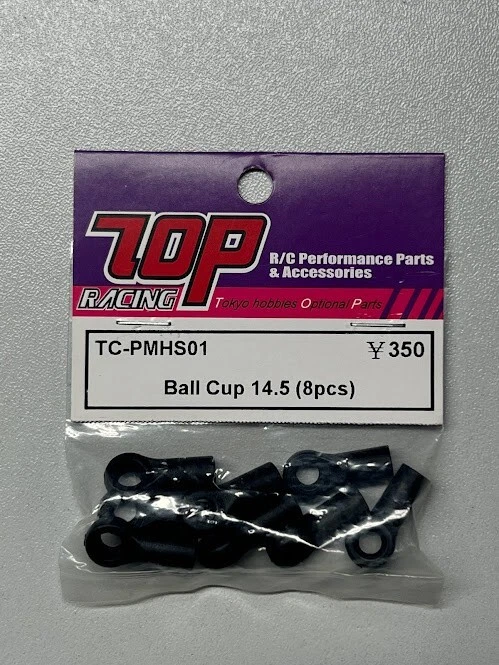 TOP
RACING
R/C Performance Parts
& Accessories
Tokyo hobbies Optional Parts
TC-PMHS01
￥350
Ball Cup 14.5 (8pcs)